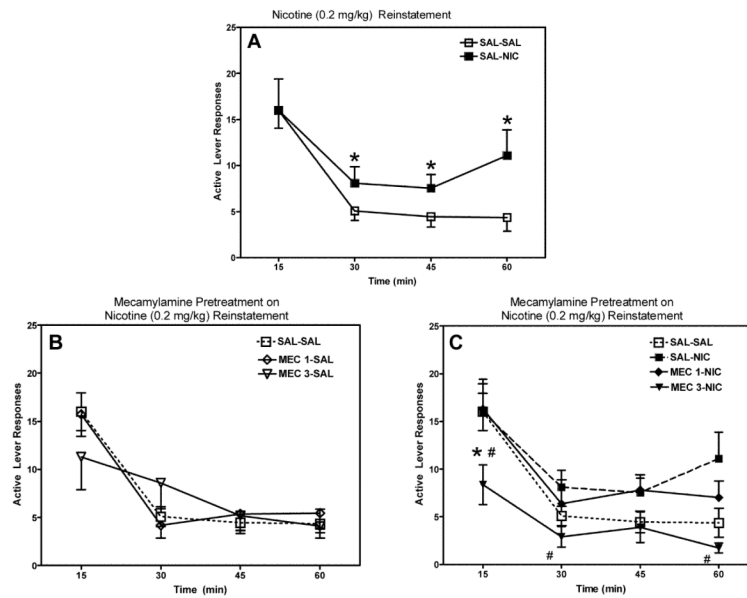 Nicotine (0.2 mg/kg) Reinstatement
A
SAL-SAL
SAL-NIC
Active Lever Responses
25
20
15
10
5
0
*
*
*
15
30
45
60
Time (min)
Mecamylamine Pretreatment on
Nicotine (0.2 mg/kg) Reinstatement
B
SAL-SAL
MEC 1-SAL
MEC 3-SAL
Active Lever Responses
25
20
15
10
5
0
15
30
45
60
Time (min)
Mecamylamine Pretreatment on
Nicotine (0.2 mg/kg) Reinstatement
C
SAL-SAL
SAL-NIC
MEC 1-NIC
MEC 3-NIC
Active Lever Responses
25
20
15
10
5
0
* #
#
#
15
30
45
60
Time (min)